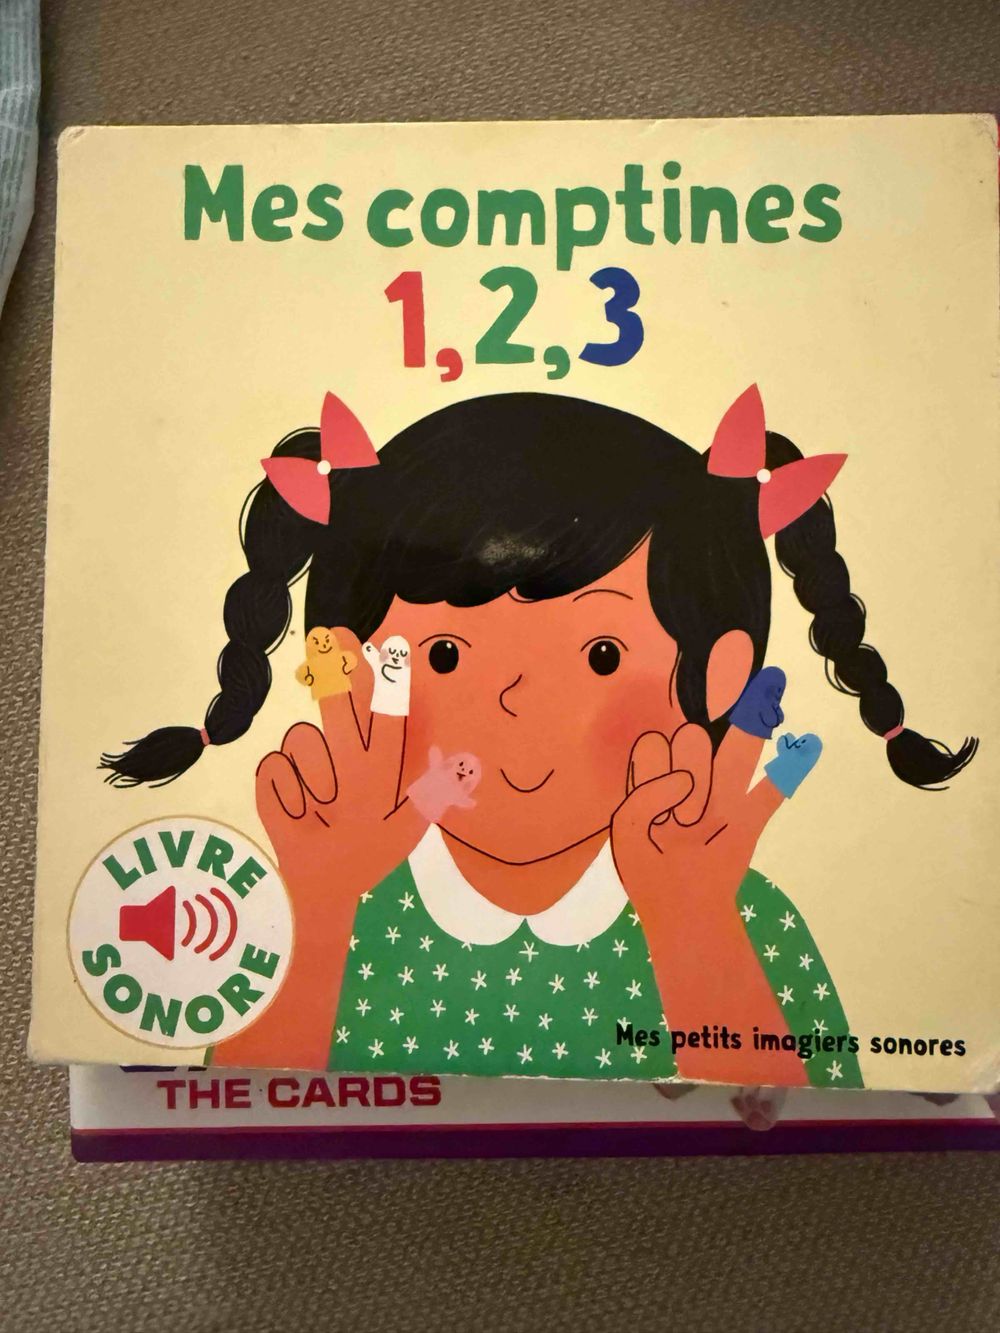 Mes comptines
1,2,3
LIVRE
SONORE
Mes petits imagiers sonores
THE CARDS